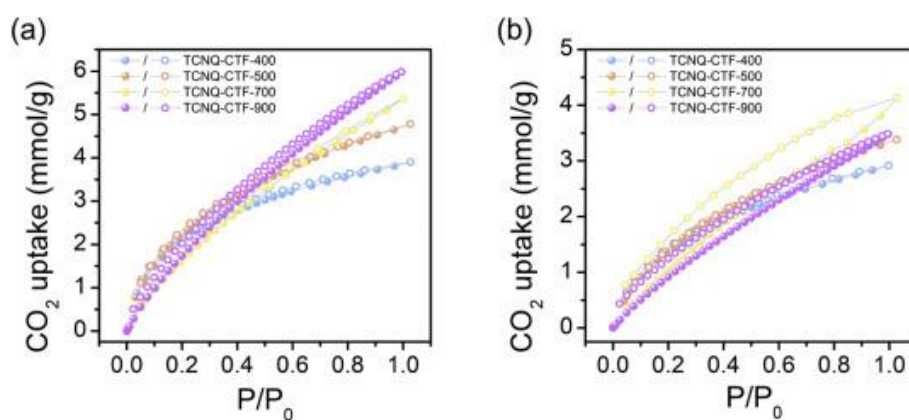 (a)
CO2 uptake (mmol/g)
6
5
4
3
2
1
0
/ TCNQ-CTF-400
/ TCNQ-CTF-500
/ TCNQ-CTF-700
/ TCNQ-CTF-900
0.0 0.2 0.4 0.6 0.8 1.0
P/P0
(b)
CO2 uptake (mmol/g)
5
4
3
2
1
0
/ TCNQ-CTF-400
/ TCNQ-CTF-500
/ TCNQ-CTF-700
/ TCNQ-CTF-900
0.0 0.2 0.4 0.6 0.8 1.0
P/P0